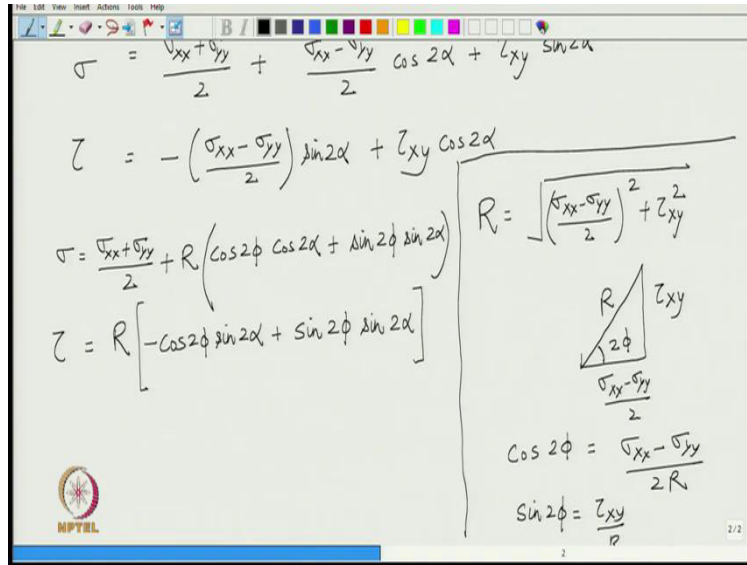 File Edit View Insert Actions Tools Help
B I
σ = (σxx + σyy)/2 + (σxx - σyy)/2 cos 2α + τxy sin 2α
τ = - ((σxx - σyy)/2) sin 2α + τxy cos 2α
σ = (σxx + σyy)/2 + R (cos 2φ cos 2α + sin 2φ sin 2α)
τ = R [-cos 2φ sin 2α + sin 2φ sin 2α]
R = √(((σxx - σyy)/2)² + τxy²)
R τxy
2φ
(σxx - σyy)/2
cos 2φ = (σxx - σyy)/2R
sin 2φ = τxy/R
NPTEL
2/2
2